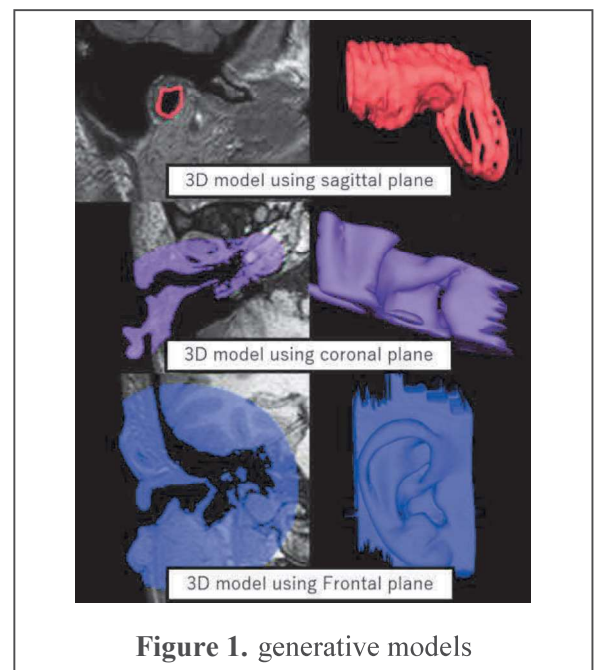 3D model using sagittal plane
3D model using coronal plane
3D model using Frontal plane
Figure 1. generative models